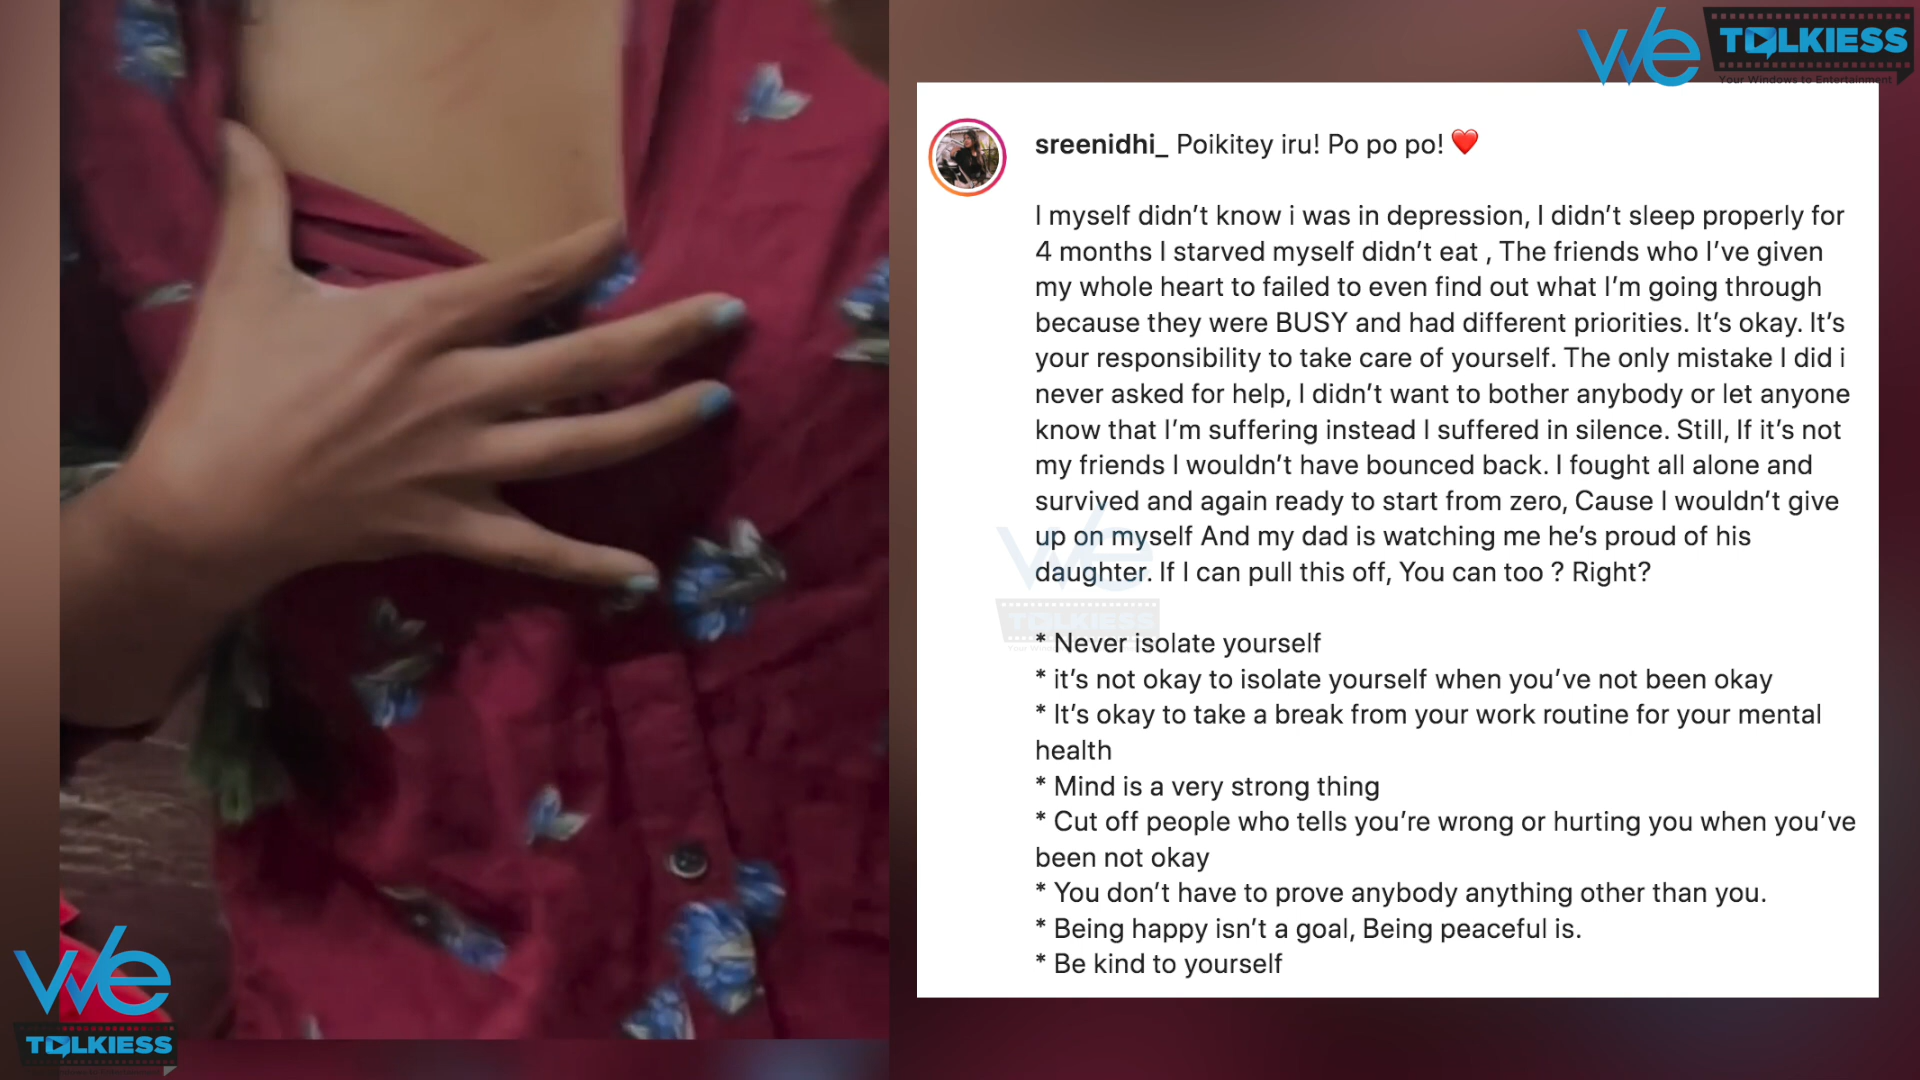 we
TALKIESS
Your Windows to Entertainment
sreenidhi_ Poikitey iru! Po po po! ❤️
I myself didn’t know i was in depression, I didn’t sleep properly for
4 months I starved myself didn’t eat , The friends who I’ve given
my whole heart to failed to even find out what I’m going through
because they were BUSY and had different priorities. It’s okay. It’s
your responsibility to take care of yourself. The only mistake I did i
never asked for help, I didn’t want to bother anybody or let anyone
know that I’m suffering instead I suffered in silence. Still, If it’s not
my friends I wouldn’t have bounced back. I fought all alone and
survived and again ready to start from zero, Cause I wouldn’t give
up on myself And my dad is watching me he’s proud of his
daughter. If I can pull this off, You can too ? Right?
* Never isolate yourself
* it’s not okay to isolate yourself when you’ve not been okay
* It’s okay to take a break from your work routine for your mental
health
* Mind is a very strong thing
* Cut off people who tells you’re wrong or hurting you when you’ve
been not okay
* You don’t have to prove anybody anything other than you.
* Being happy isn’t a goal, Being peaceful is.
* Be kind to yourself
we
TALKIESS
we
TALKIESS